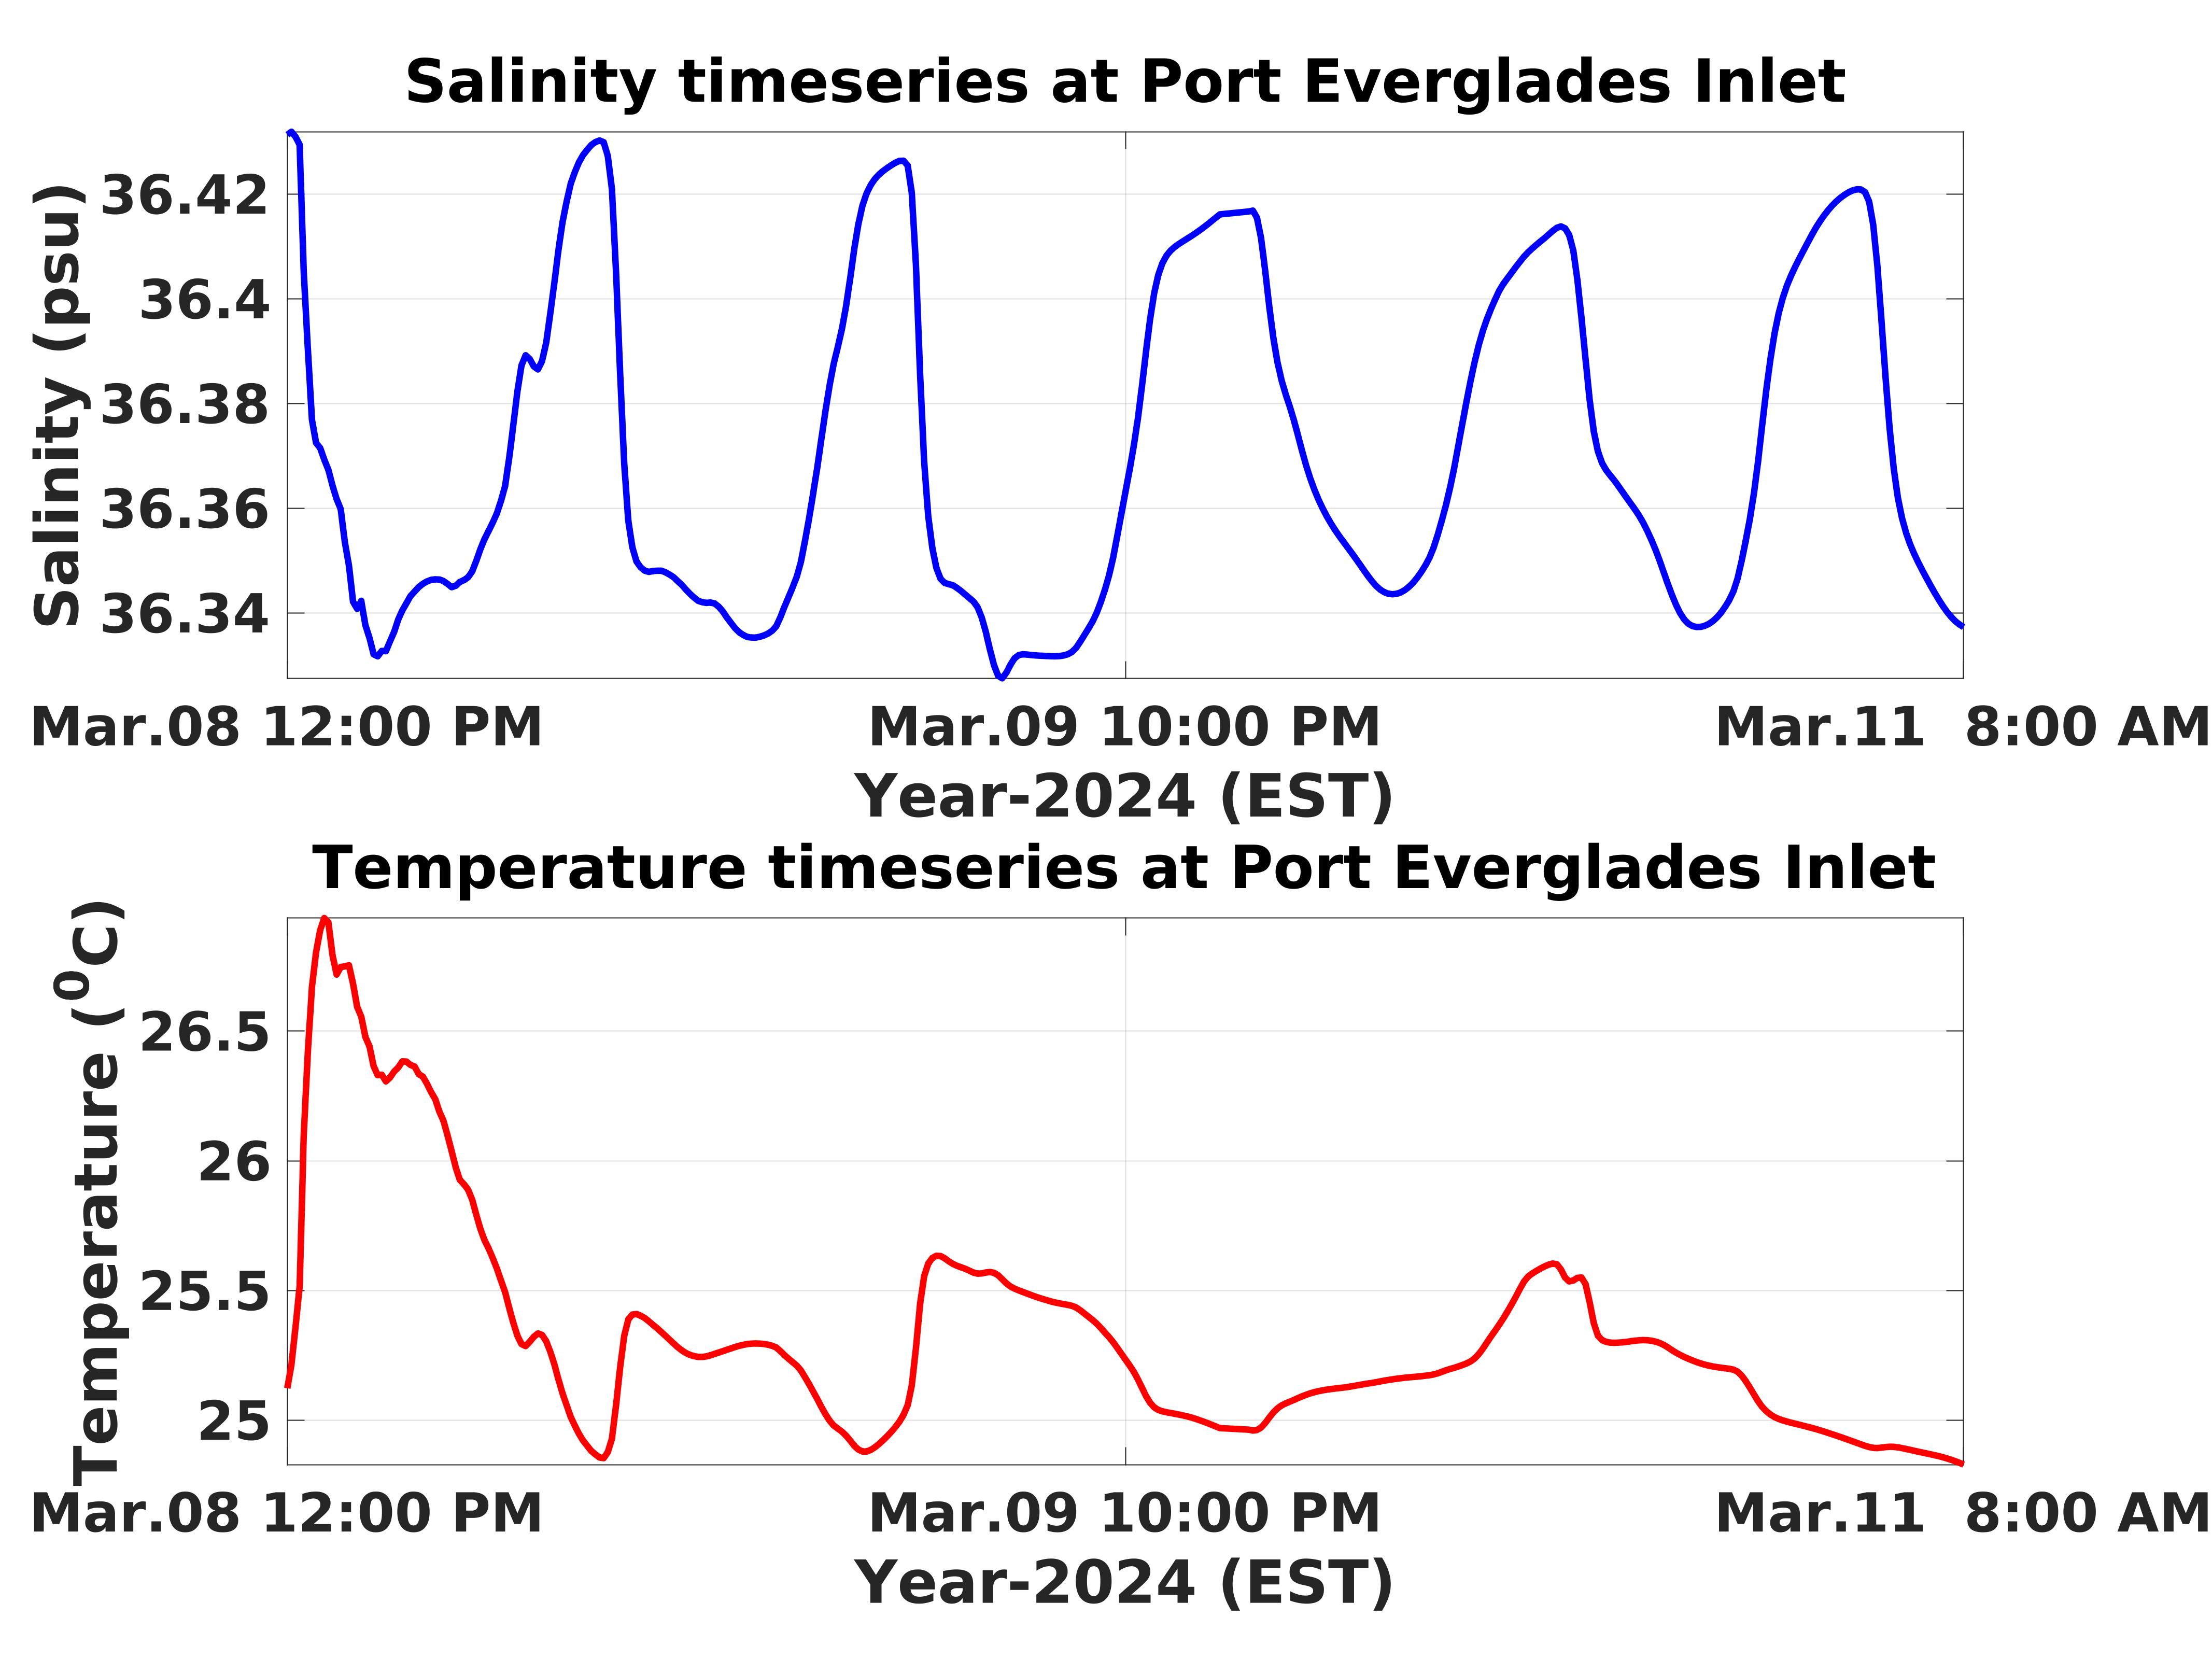 Salinity timeseries at Port Everglades Inlet
Salinity (psu)
36.42
36.4
36.38
36.36
36.34
Mar.08 12:00 PM Mar.09 10:00 PM Mar.11  8:00 AM
Year-2024 (EST)
Temperature timeseries at Port Everglades Inlet
Temperature (⁰C)
26.5
26
25.5
25
Mar.08 12:00 PM Mar.09 10:00 PM Mar.11  8:00 AM
Year-2024 (EST)